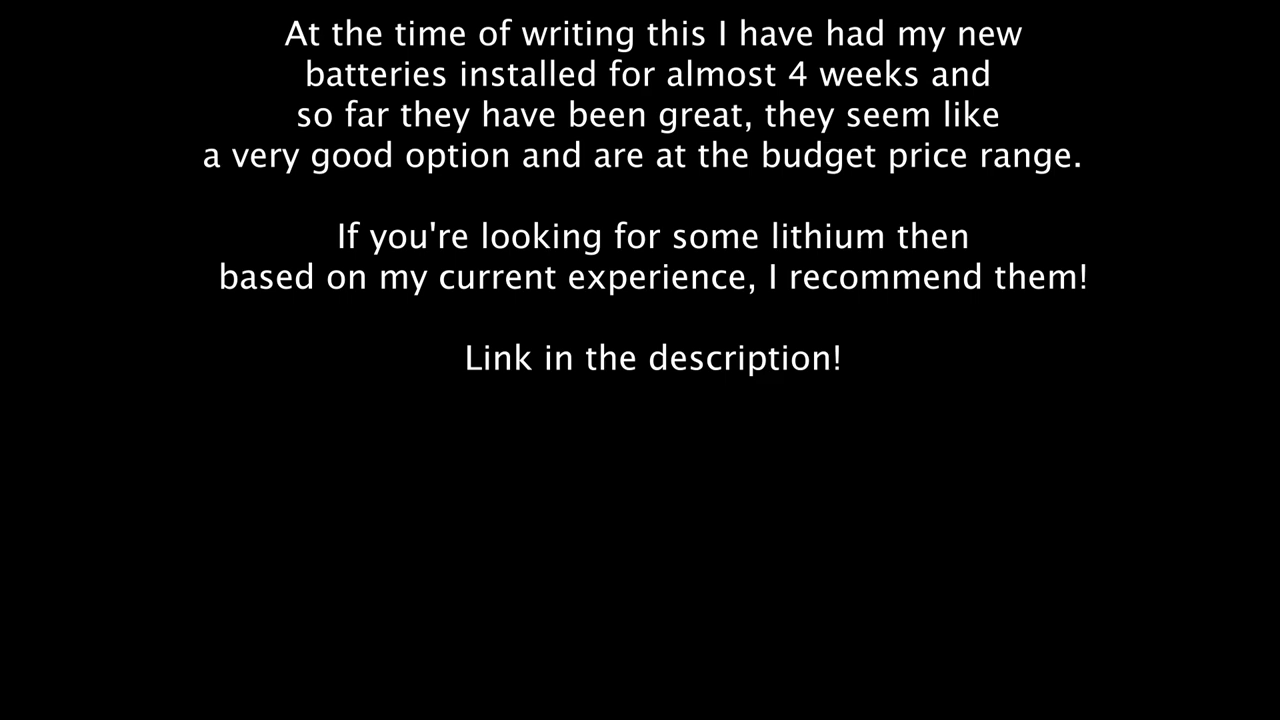 At the time of writing this I have had my new
batteries installed for almost 4 weeks and
so far they have been great, they seem like
a very good option and are at the budget price range.
If you're looking for some lithium then
based on my current experience, I recommend them!
Link in the description!